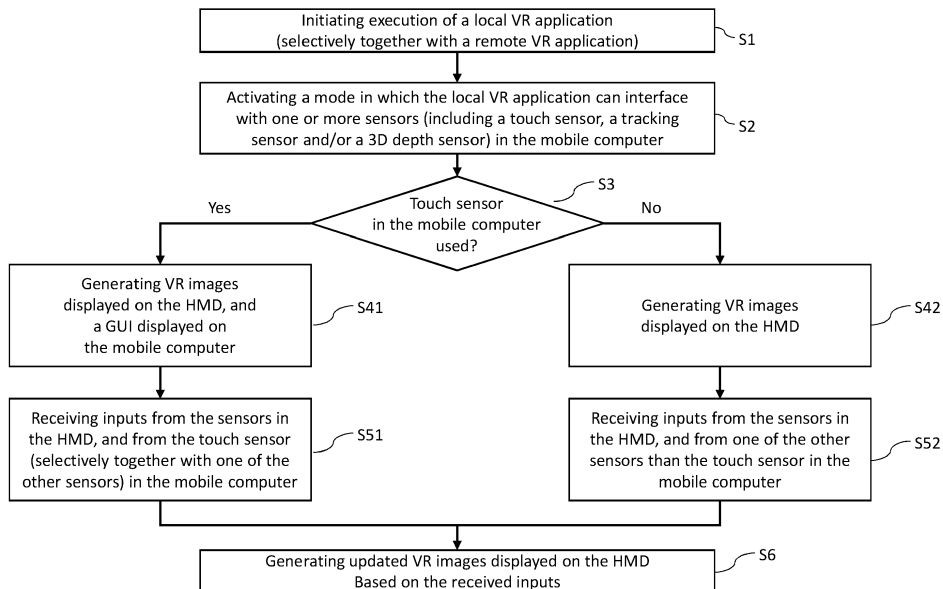 Initiating execution of a local VR application
(selectively together with a remote VR application)
S1
Activating a mode in which the local VR application can interface
with one or more sensors (including a touch sensor, a tracking
sensor and/or a 3D depth sensor) in the mobile computer
S2
S3
Touch sensor
in the mobile computer
used?
Yes
No
Generating VR images
displayed on the HMD, and
a GUI displayed on
the mobile computer
S41
Generating VR images
displayed on the HMD
S42
Receiving inputs from the sensors in
the HMD, and from the touch sensor
(selectively together with one of the
other sensors) in the mobile computer
S51
Receiving inputs from the sensors in
the HMD, and from one of the other
sensors than the touch sensor in the
mobile computer
S52
Generating updated VR images displayed on the HMD
Based on the received inputs
S6